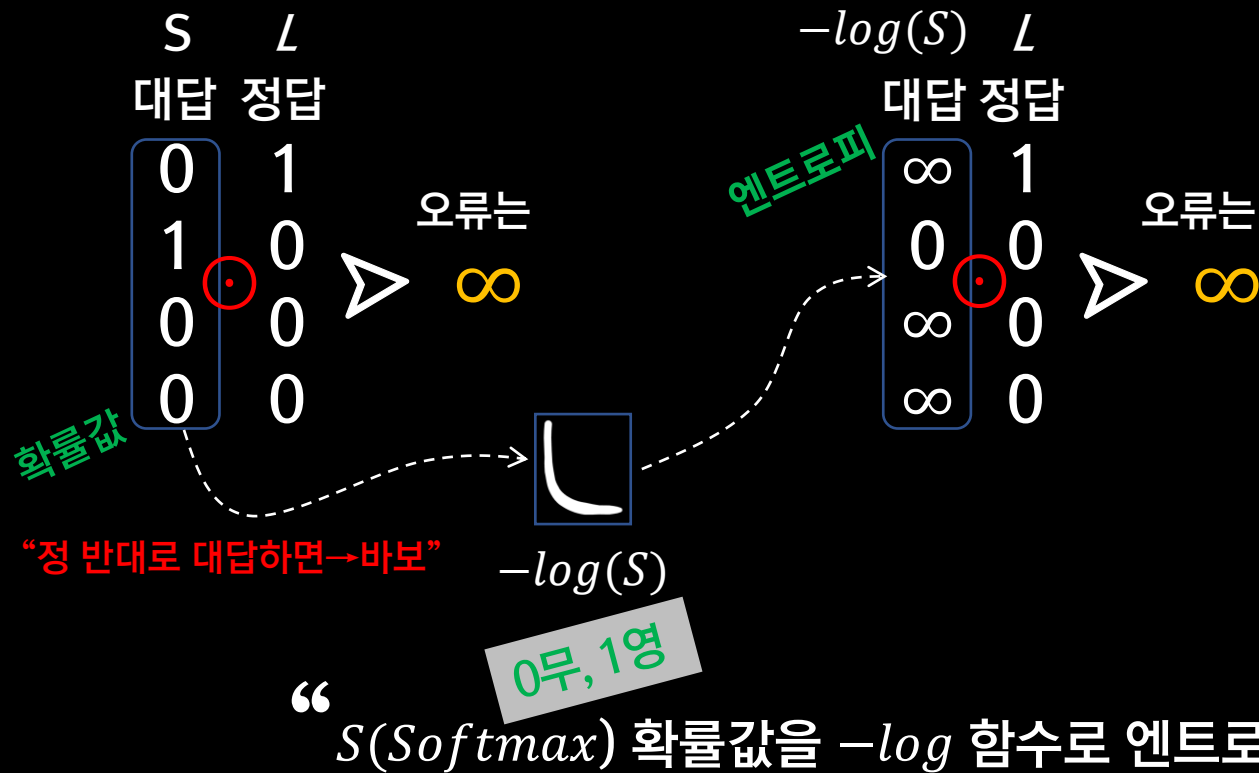 S L
대답 정답
0 1
1 0
0 0
0 0
오류는
∞
확률값
"정 반대로 대답하면→바보"
−log(S)
0무, 1영
−log(S) L
대답 정답
엔트로피
∞ 1
0 0
∞ 0
∞ 0
오류는
∞
“S(Softmax) 확률값을 −log 함수로 엔트로